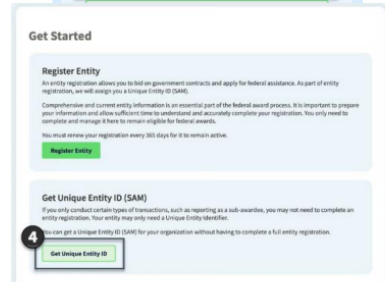 Get Started
Register Entity
An entity registration allows you to bid on government contracts and apply for federal assistance. As part of entity
registration, we will assign you a Unique Entity ID (SAM).
Comprehensive and current entity information is an essential part of the federal award process. It is important to prepare
your information and allow sufficient time to understand and accurately complete your registration. You only need to
complete and manage it here to remain eligible for federal awards.
You must renew your registration every 365 days for it to remain active.
Register Entity
Get Unique Entity ID (SAM)
If you only conduct certain types of transactions, such as reporting as a sub-awardee, you may not need to complete an
entity registration. Your entity may only need a Unique Entity Identifier.
4
You can get a Unique Entity ID (SAM) for your organization without having to complete a full entity registration.
Get Unique Entity ID